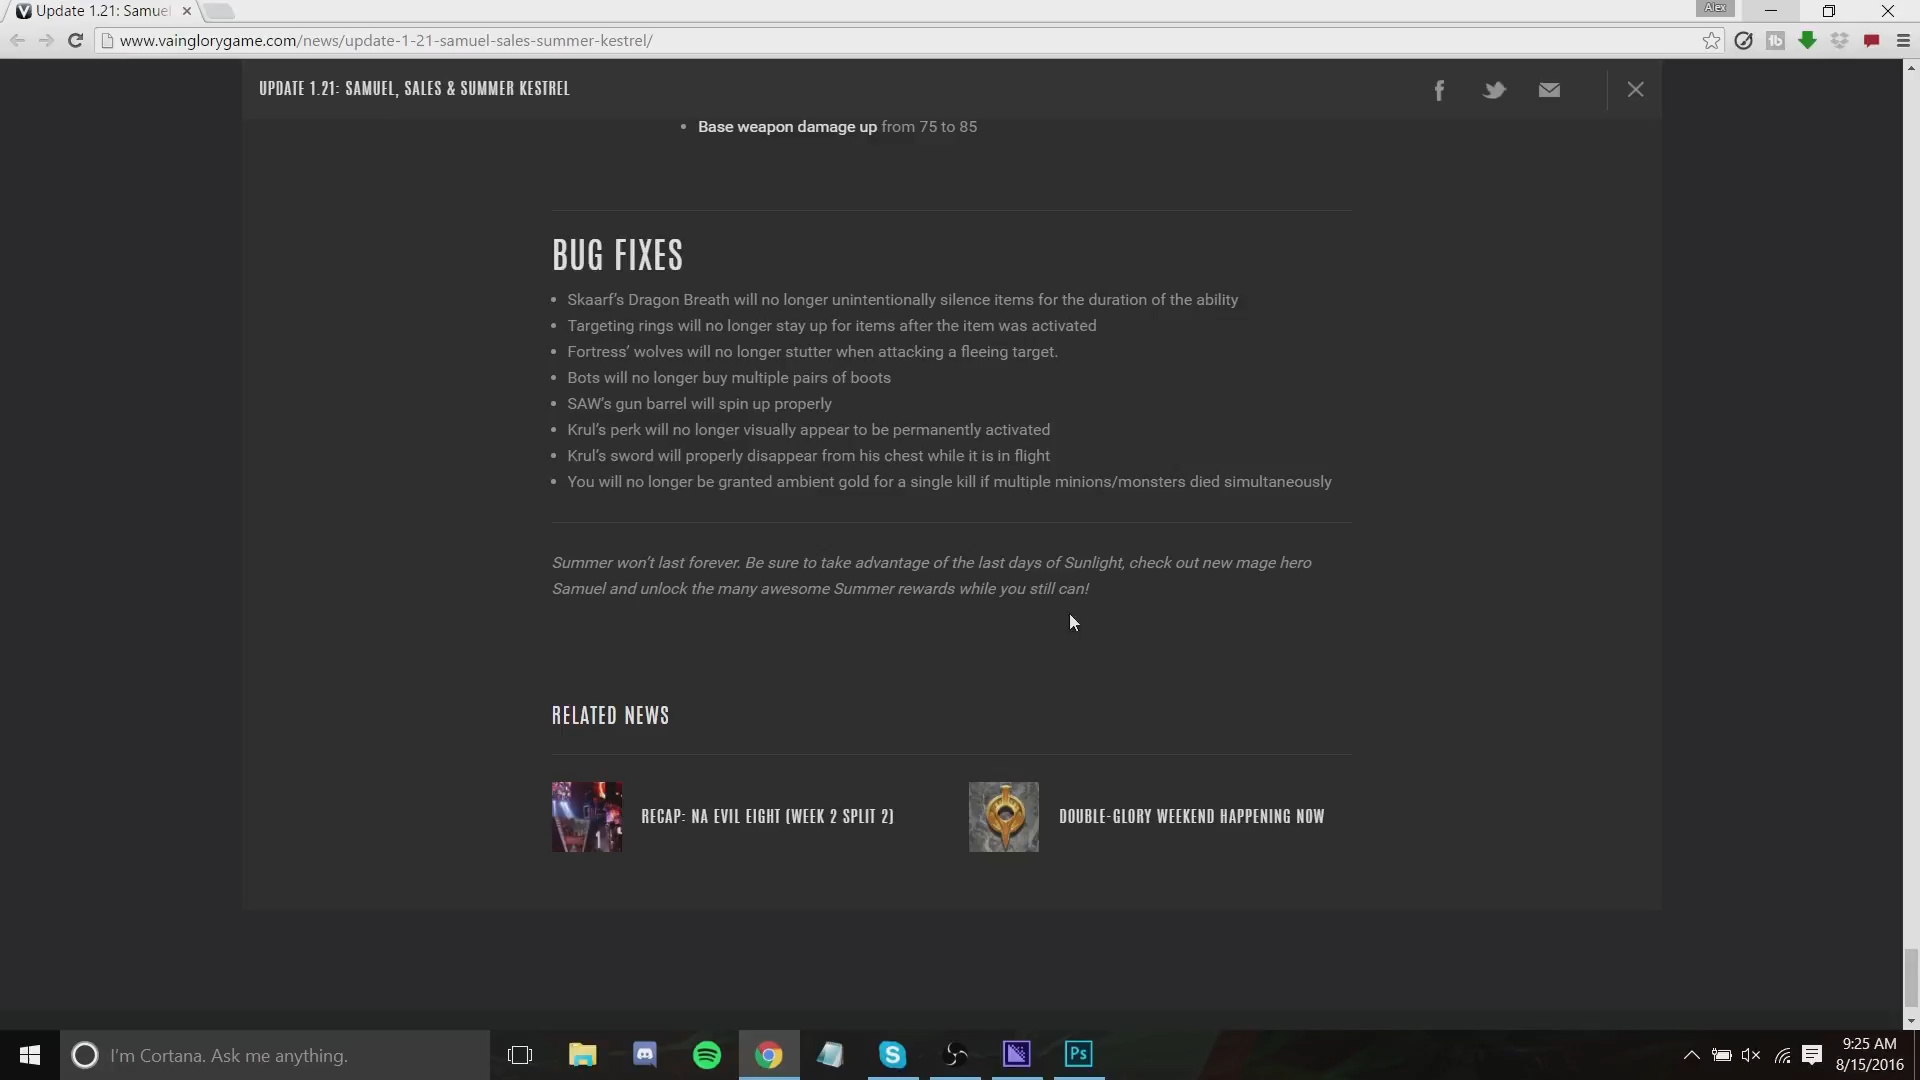 Update 1.21: Samuel
Alex
www.vainglorygame.com/news/update-1-21-samuel-sales-summer-kestrel/
UPDATE 1.21: SAMUEL, SALES & SUMMER KESTREL
• Base weapon damage up from 75 to 85
BUG FIXES
• Skaarf's Dragon Breath will no longer unintentionally silence items for the duration of the ability
• Targeting rings will no longer stay up for items after the item was activated
• Fortress' wolves will no longer stutter when attacking a fleeing target.
• Bots will no longer buy multiple pairs of boots
• SAW's gun barrel will spin up properly
• Krul's perk will no longer visually appear to be permanently activated
• Krul's sword will properly disappear from his chest while it is in flight
• You will no longer be granted ambient gold for a single kill if multiple minions/monsters died simultaneously
Summer won't last forever. Be sure to take advantage of the last days of Sunlight, check out new mage hero
Samuel and unlock the many awesome Summer rewards while you still can!
RELATED NEWS
RECAP: NA EVIL EIGHT (WEEK 2 SPLIT 2)
DOUBLE-GLORY WEEKEND HAPPENING NOW
I'm Cortana. Ask me anything.
Ps
9:25 AM
8/15/2016